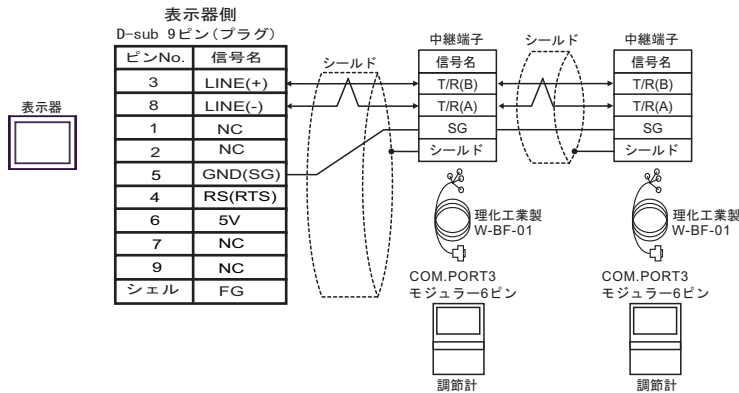 表示器側
D-sub 9ピン(プラグ)
ピンNo. 信号名
3 LINE(+)
8 LINE(-)
1 NC
2 NC
5 GND(SG)
4 RS(RTS)
6 5V
7 NC
9 NC
シェル FG
表示器
シールド
中継端子
信号名
T/R(B)
T/R(A)
SG
シールド
シールド
中継端子
信号名
T/R(B)
T/R(A)
SG
シールド
理化工業製
W-BF-01
COM.PORT3
モジュラー6ピン
調節計
理化工業製
W-BF-01
COM.PORT3
モジュラー6ピン
調節計